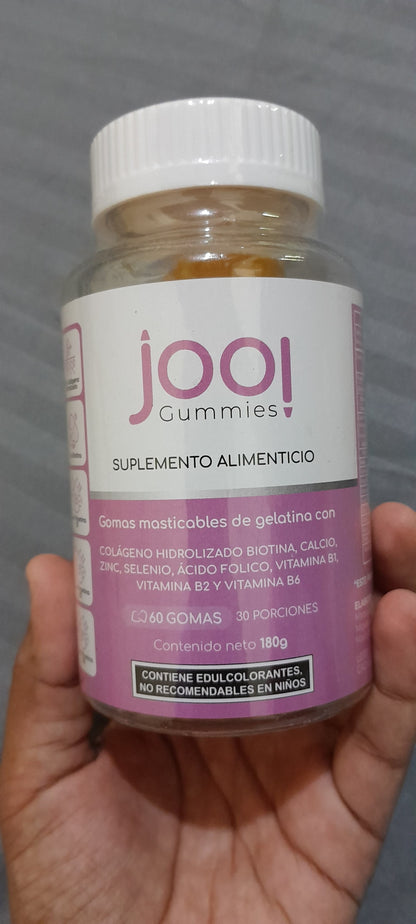 joo!
Gummies
SUPLEMENTO ALIMENTICIO
Gomas masticables de gelatina con
COLÁGENO HIDROLIZADO BIOTINA, CALCIO,
ZINC, SELENIO, ÁCIDO FOLICO, VITAMINA B1,
VITAMINA B2 Y VITAMINA B6
60 GOMAS 30 PORCIONES
Contenido neto 180g
CONTIENE EDULCOLORANTES,
NO RECOMENDABLES EN NIÑOS